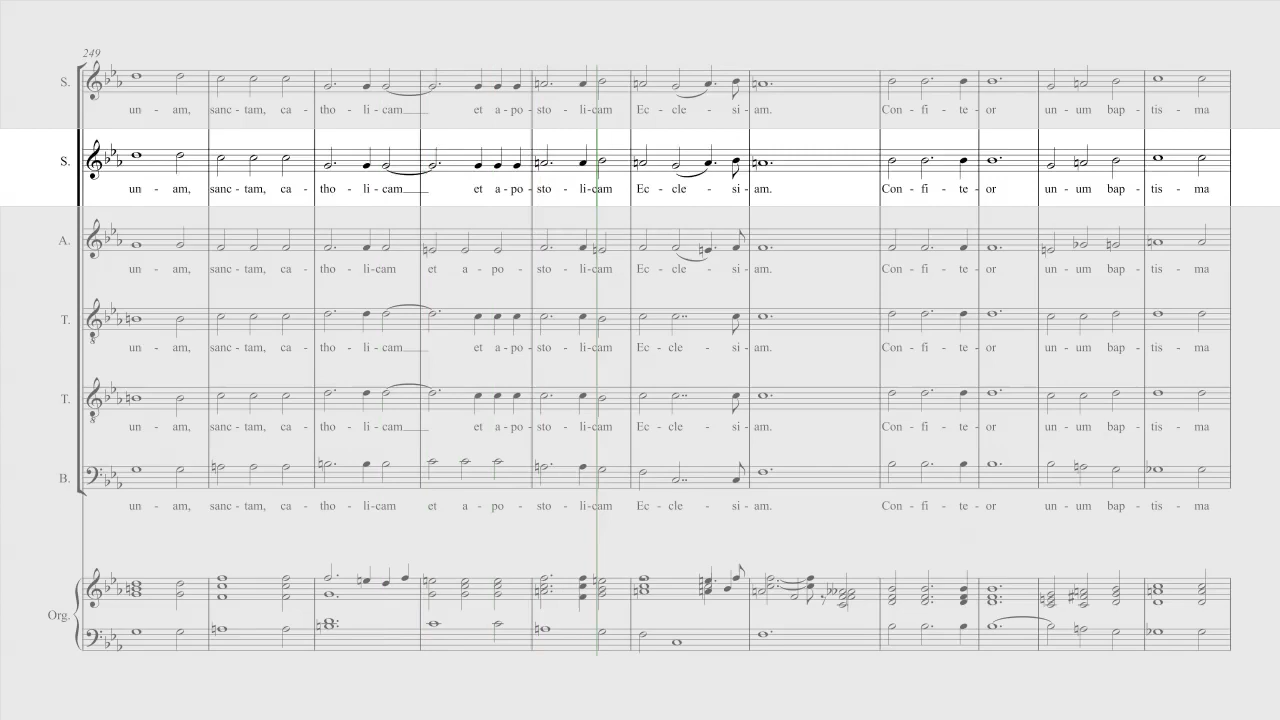 249
S.
un - am, sanc - tam, ca - tho - li - cam___ et a - po - sto - li-cam Ec - cle - si - am. Con - fi - te - or un - um bap - tis - ma
S.
un - am, sanc - tam, ca - tho - li - cam___ et a - po - sto - li-cam Ec - cle - si - am. Con - fi - te - or un - um bap - tis - ma
A.
un - am, sanc - tam, ca - tho - li-cam et a - po - sto - li-cam Ec - cle - si - am. Con - fi - te - or un - um bap - tis - ma
T.
un - am, sanc - tam, ca - tho - li - cam___ et a - po - sto - li-cam Ec - cle - si - am. Con - fi - te - or un - um bap - tis - ma
T.
un - am, sanc - tam, ca - tho - li - cam___ et a - po - sto - li-cam Ec - cle - si - am. Con - fi - te - or un - um bap - tis - ma
B.
un - am, sanc - tam, ca - tho - li-cam et a - po - sto - li-cam Ec - cle - si - am. Con - fi - te - or un - um bap - tis - ma
Org.